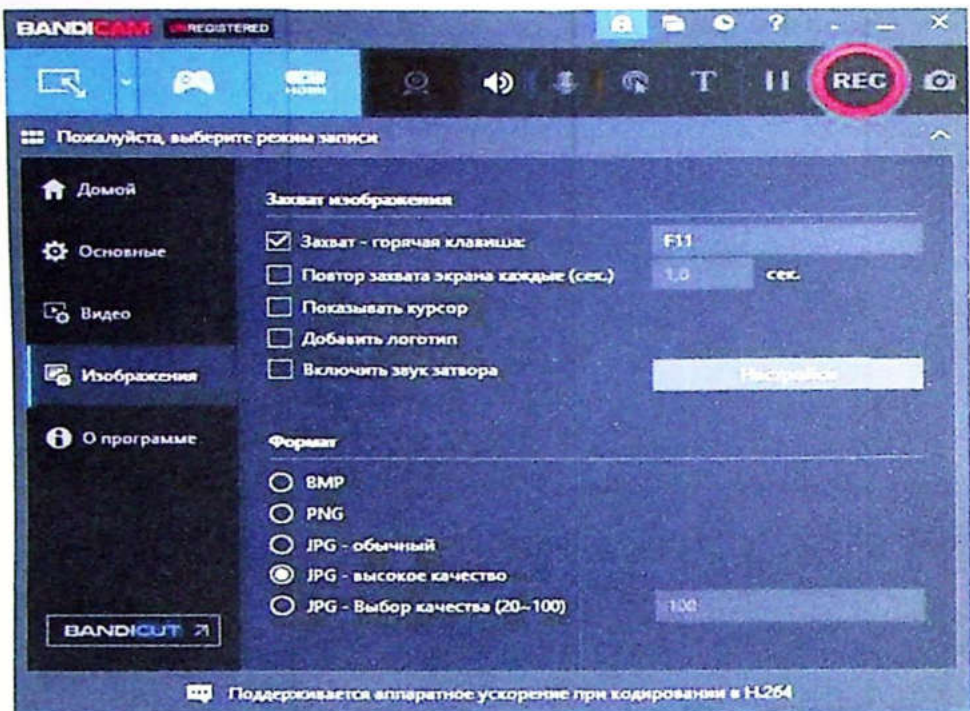 BANDICAM UNREGISTERED
HDMI
T REC
Пожалуйста, выберите режим записи
Домой
Основные
Видео
Изображения
О программе
BANDICUT
Захват изображения
Захват - горячая клавиша: F11
Повтор захвата экрана каждые (сек.) 1,0 сек.
Показывать курсор
Добавить логотип
Включить звук затвора Настройки
Формат
BMP
PNG
JPG - обычный
JPG - высокое качество
JPG - Выбор качества (20~100) 100
Поддерживается аппаратное ускорение при кодировании в H.264